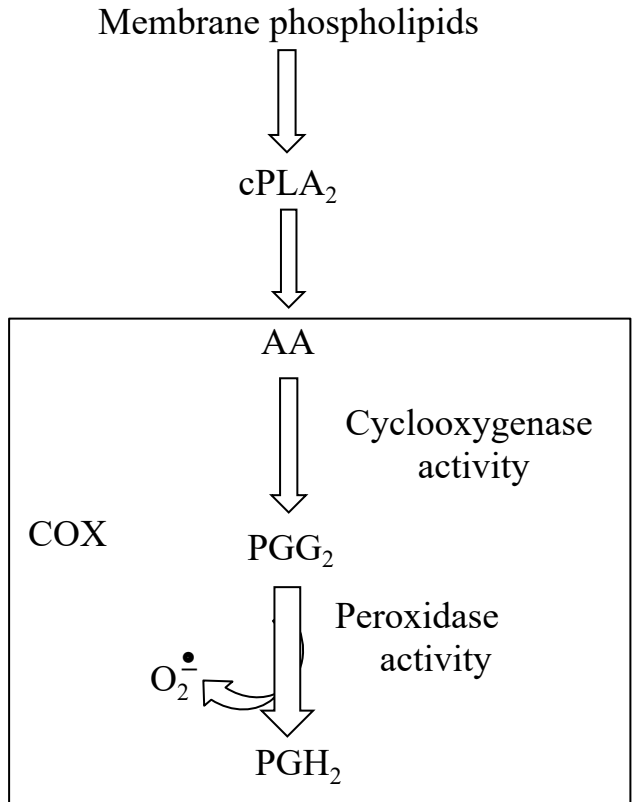 Membrane phospholipids
cPLA₂
AA
Cyclooxygenase
activity
COX
PGG₂
Peroxidase
activity
O₂•̅
PGH₂